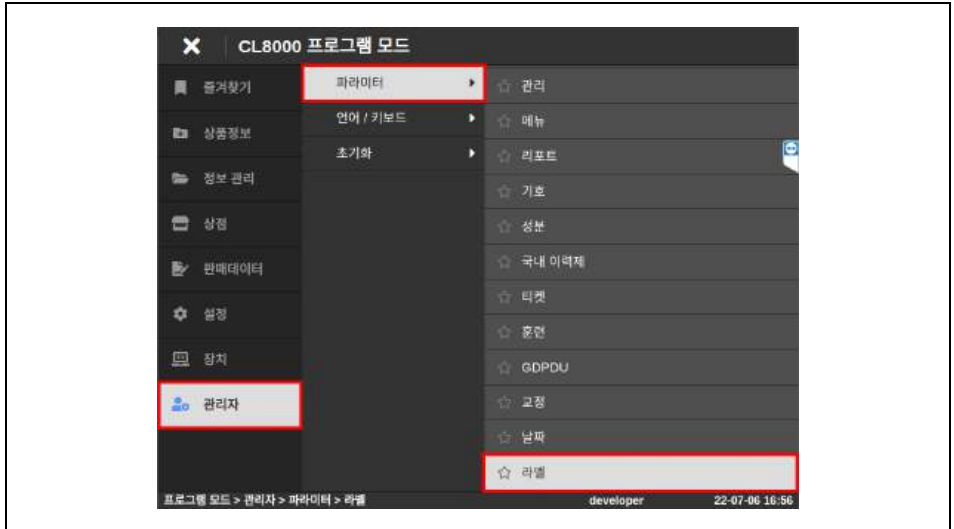 CL8000 프로그램 모드
즐겨찾기
상품정보
정보 관리
상점
판매데이터
설정
장치
관리자
파라미터
언어 / 키보드
초기화
관리
메뉴
리포트
기호
성분
국내 이력제
티켓
훈련
GDPDU
교정
날짜
라벨
프로그램 모드 > 관리자 > 파라미터 > 라벨
developer
22-07-06 16:56